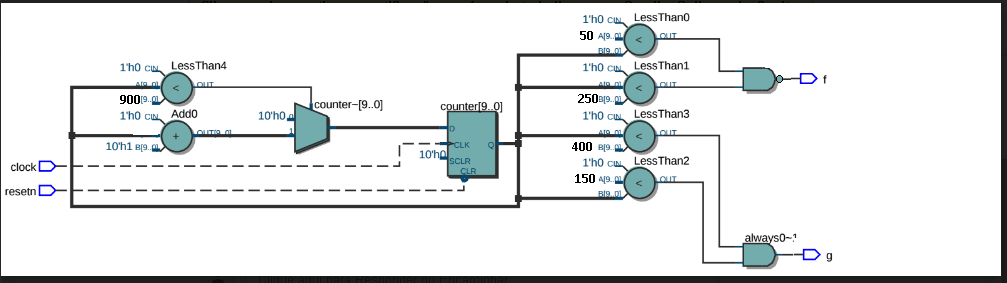 LessThan0
1'h0 CIN
50 A[9..0]
< OUT
B[9..0]
LessThan4
1'h0 CIN
A[9..0]
< OUT
900 [9..0]
LessThan1
1'h0 CIN
A[9..0]
< OUT
250 B[9..0]
f
counter~[9..0]
counter[9..0]
Add0
1'h0 CIN
A[9..0]
+ OUT[9..0]
10'h1 B[9..0]
10'h0 0
1
D
CLK
Q
10'h0
SCLR
CLR
LessThan3
1'h0 CIN
A[9..0]
< OUT
400 B[9..0]
LessThan2
1'h0 CIN
150 A[9..0]
< OUT
B[9..0]
clock
resetn
always0~
g